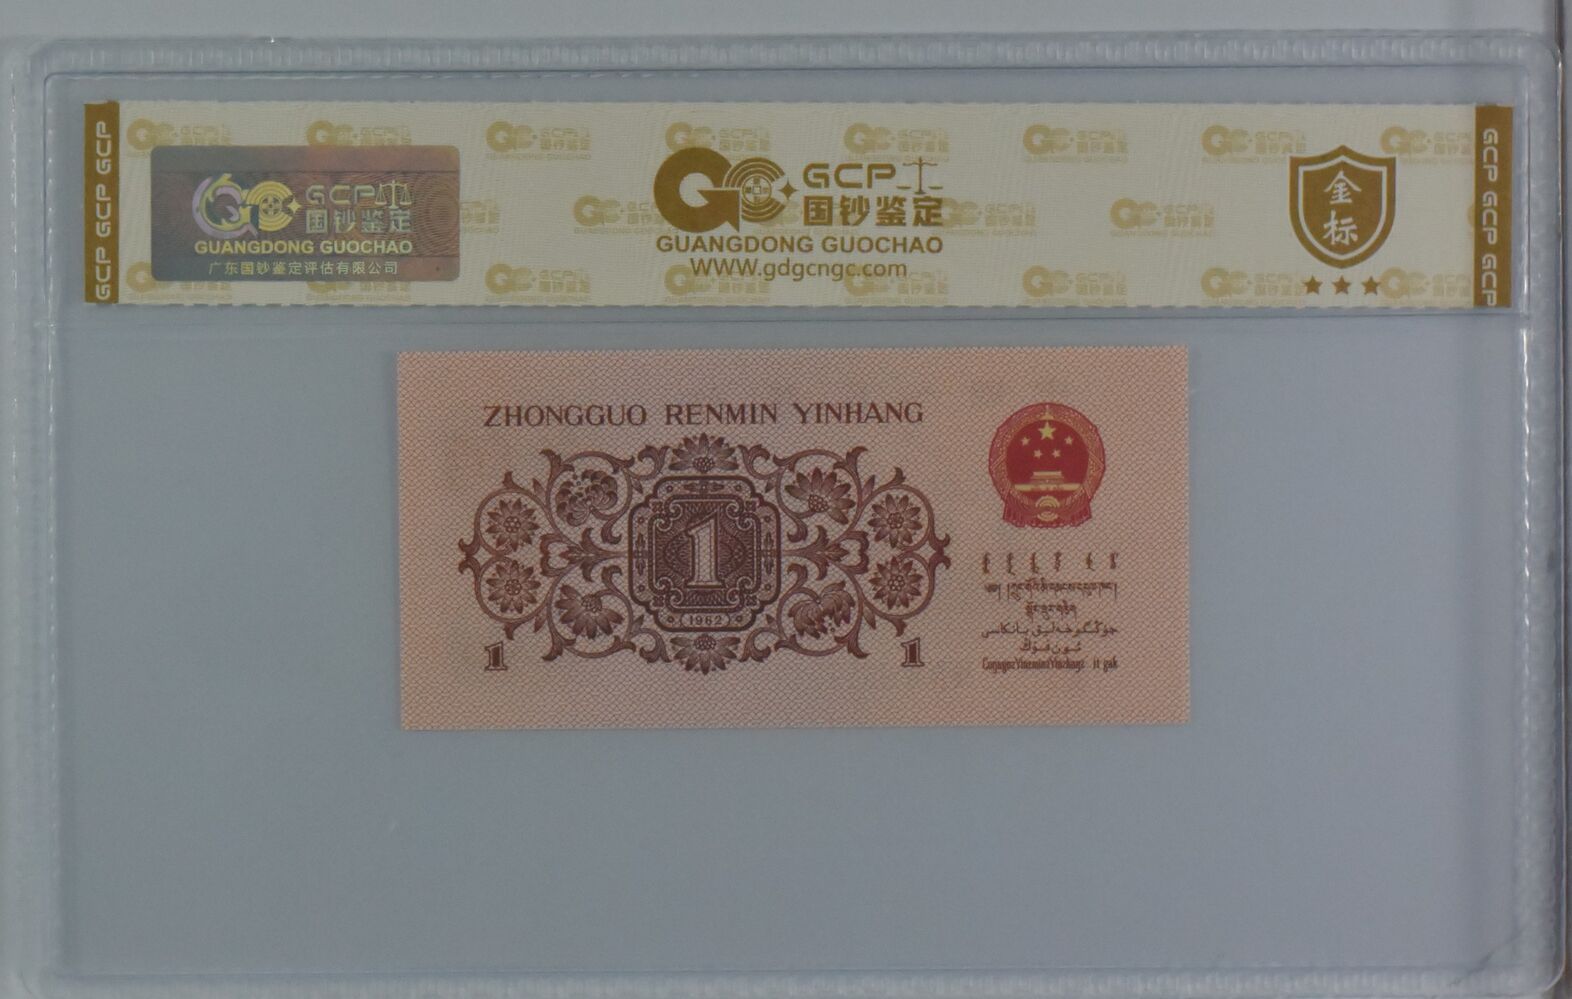 GCP GCP GCP
GCP
国钞鉴定
GUANGDONG GUOCHAO
广东国钞鉴定评估有限公司
GCP
国钞鉴定
GUANGDONG GUOCHAO
WWW.gdgcngc.com
金
标
GCP GCP GCP
ZHONGGUO RENMIN YINHANG
1
(1962)
1
1
جۇڭگوخەلىق بانكاسى